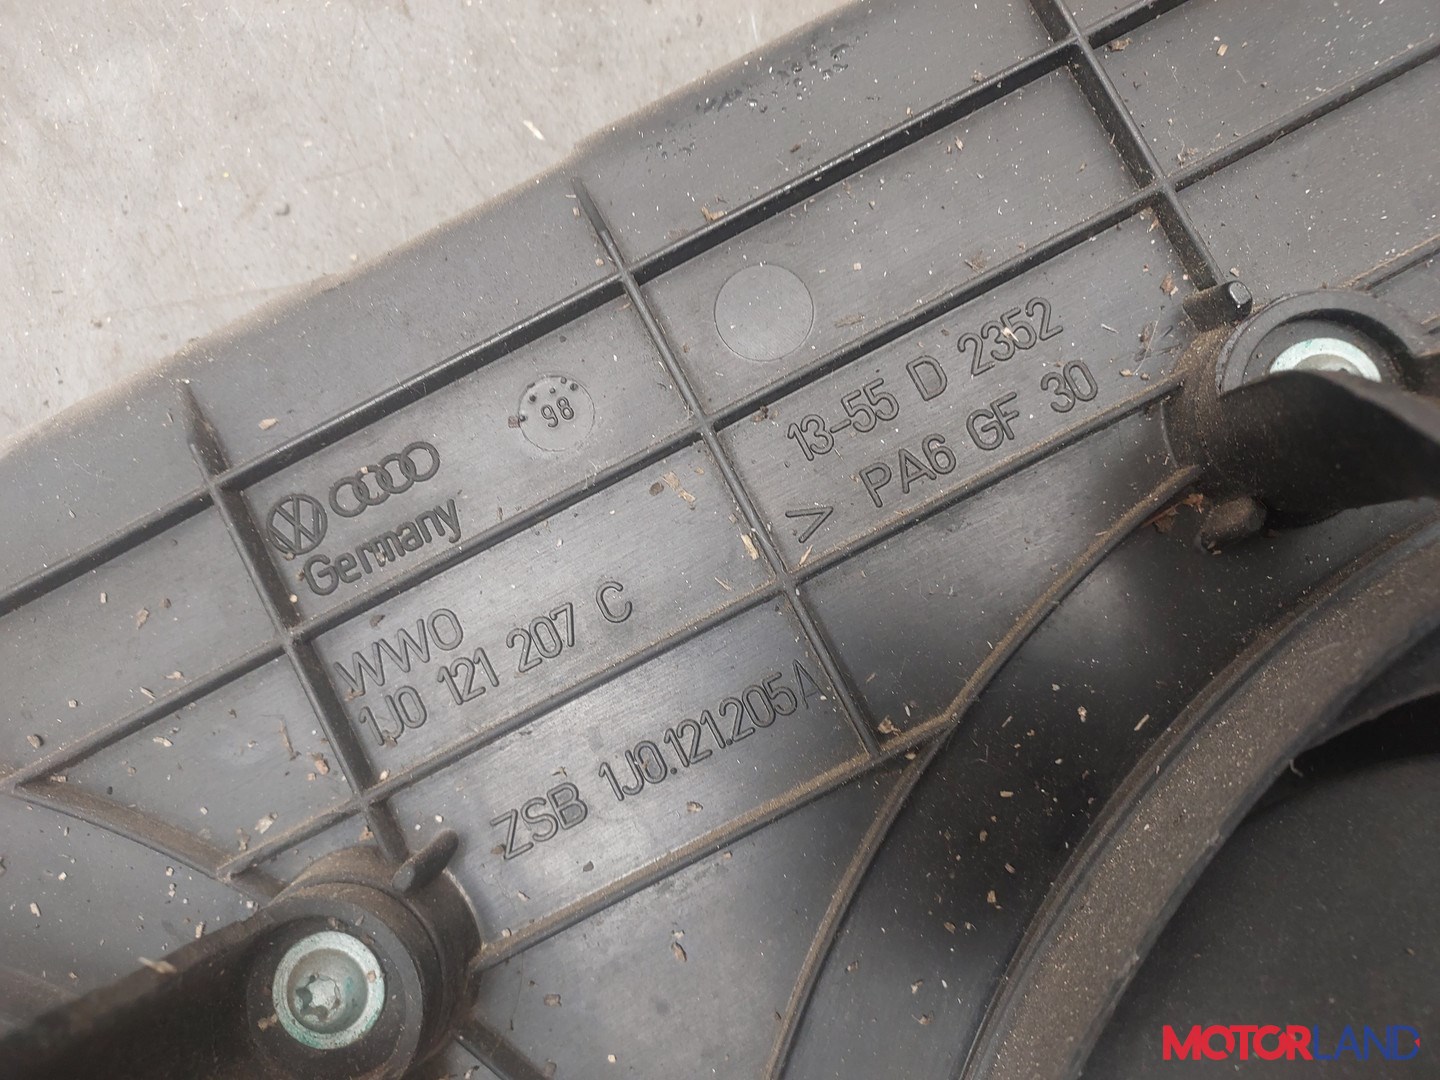 98
Germany
WWO
1J0 121 207 C
ZSB 1J0.121.205A
13-55 D 2352
> PA6 GF 30
MOTORLAND